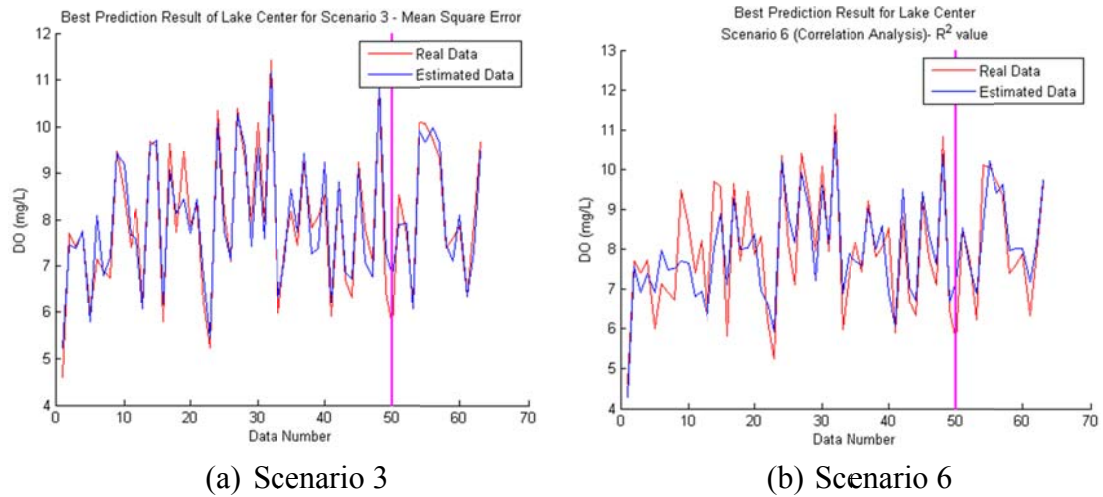 Best Prediction Result of Lake Center for Scenario 3 - Mean Square Error
12
11
10
9
8
7
6
5
4
DO (mg/L)
0
10
20
30
40
50
60
70
Data Number
Real Data
Estimated Data
(a) Scenario 3
Best Prediction Result for Lake Center
Scenario 6 (Correlation Analysis)- R² value
13
12
11
10
9
8
7
6
5
4
DO (mg/L)
0
10
20
30
40
50
60
70
Data Number
Real Data
Estimated Data
(b) Scenario 6